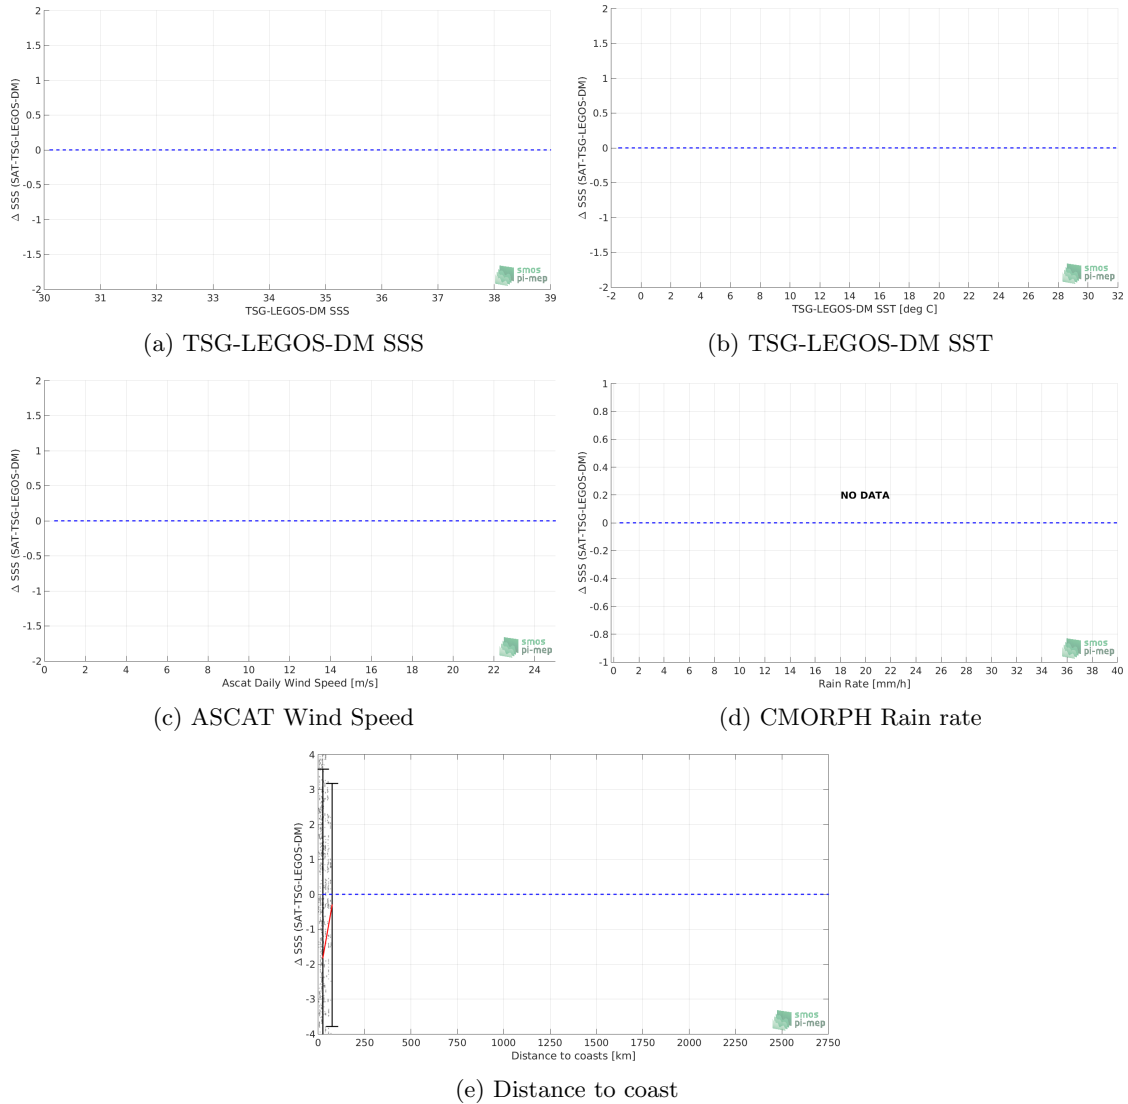 2
1.5
1
0.5
0
-0.5
-1
-1.5
-2
Δ SSS (SAT-TSG-LEGOS-DM)
30 31 32 33 34 35 36 37 38 39
TSG-LEGOS-DM SSS
smos
pi-mep
(a) TSG-LEGOS-DM SSS
2
1.5
1
0.5
0
-0.5
-1
-1.5
-2
Δ SSS (SAT-TSG-LEGOS-DM)
-2 0 2 4 6 8 10 12 14 16 18 20 22 24 26 28 30 32
TSG-LEGOS-DM SST [deg C]
smos
pi-mep
(b) TSG-LEGOS-DM SST
2
1.5
1
0.5
0
-0.5
-1
-1.5
-2
Δ SSS (SAT-TSG-LEGOS-DM)
0 2 4 6 8 10 12 14 16 18 20 22 24
Ascat Daily Wind Speed [m/s]
smos
pi-mep
(c) ASCAT Wind Speed
1
0.8
0.6
0.4
0.2
0
-0.2
-0.4
-0.6
-0.8
-1
Δ SSS (SAT-TSG-LEGOS-DM)
NO DATA
0 2 4 6 8 10 12 14 16 18 20 22 24 26 28 30 32 34 36 38 40
Rain Rate [mm/h]
smos
pi-mep
(d) CMORPH Rain rate
4
3
2
1
0
-1
-2
-3
-4
Δ SSS (SAT-TSG-LEGOS-DM)
0 250 500 750 1000 1250 1500 1750 2000 2250 2500 2750
Distance to coasts [km]
smos
pi-mep
(e) Distance to coast